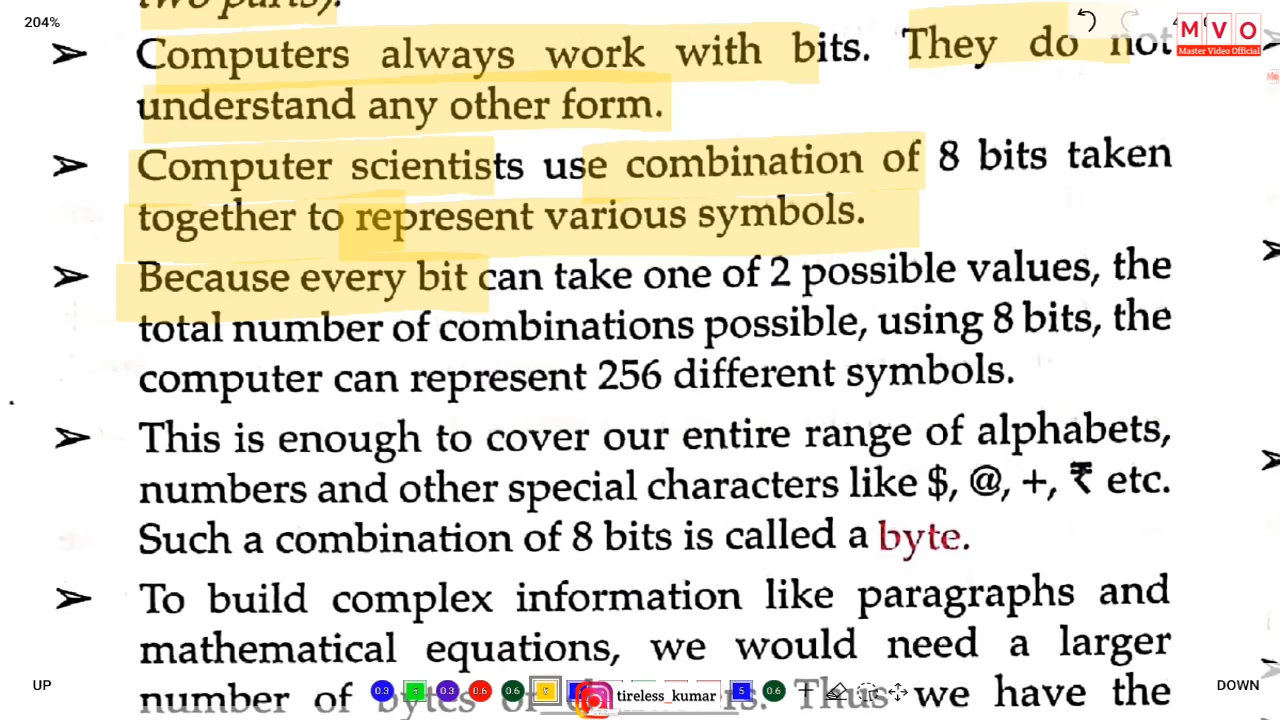 204%
two parts).
➢ Computers always work with bits. They do not
understand any other form.
➢ Computer scientists use combination of 8 bits taken
together to represent various symbols.
➢ Because every bit can take one of 2 possible values, the
total number of combinations possible, using 8 bits, the
computer can represent 256 different symbols.
➢ This is enough to cover our entire range of alphabets,
numbers and other special characters like $, @, +, ₹ etc.
Such a combination of 8 bits is called a byte.
➢ To build complex information like paragraphs and
mathematical equations, we would need a larger
number of bytes or Thus we have the
MVO
Master Video Official
UP
0.3 0.3 0.6 0.6 5 0.6
tireless_kumar
DOWN